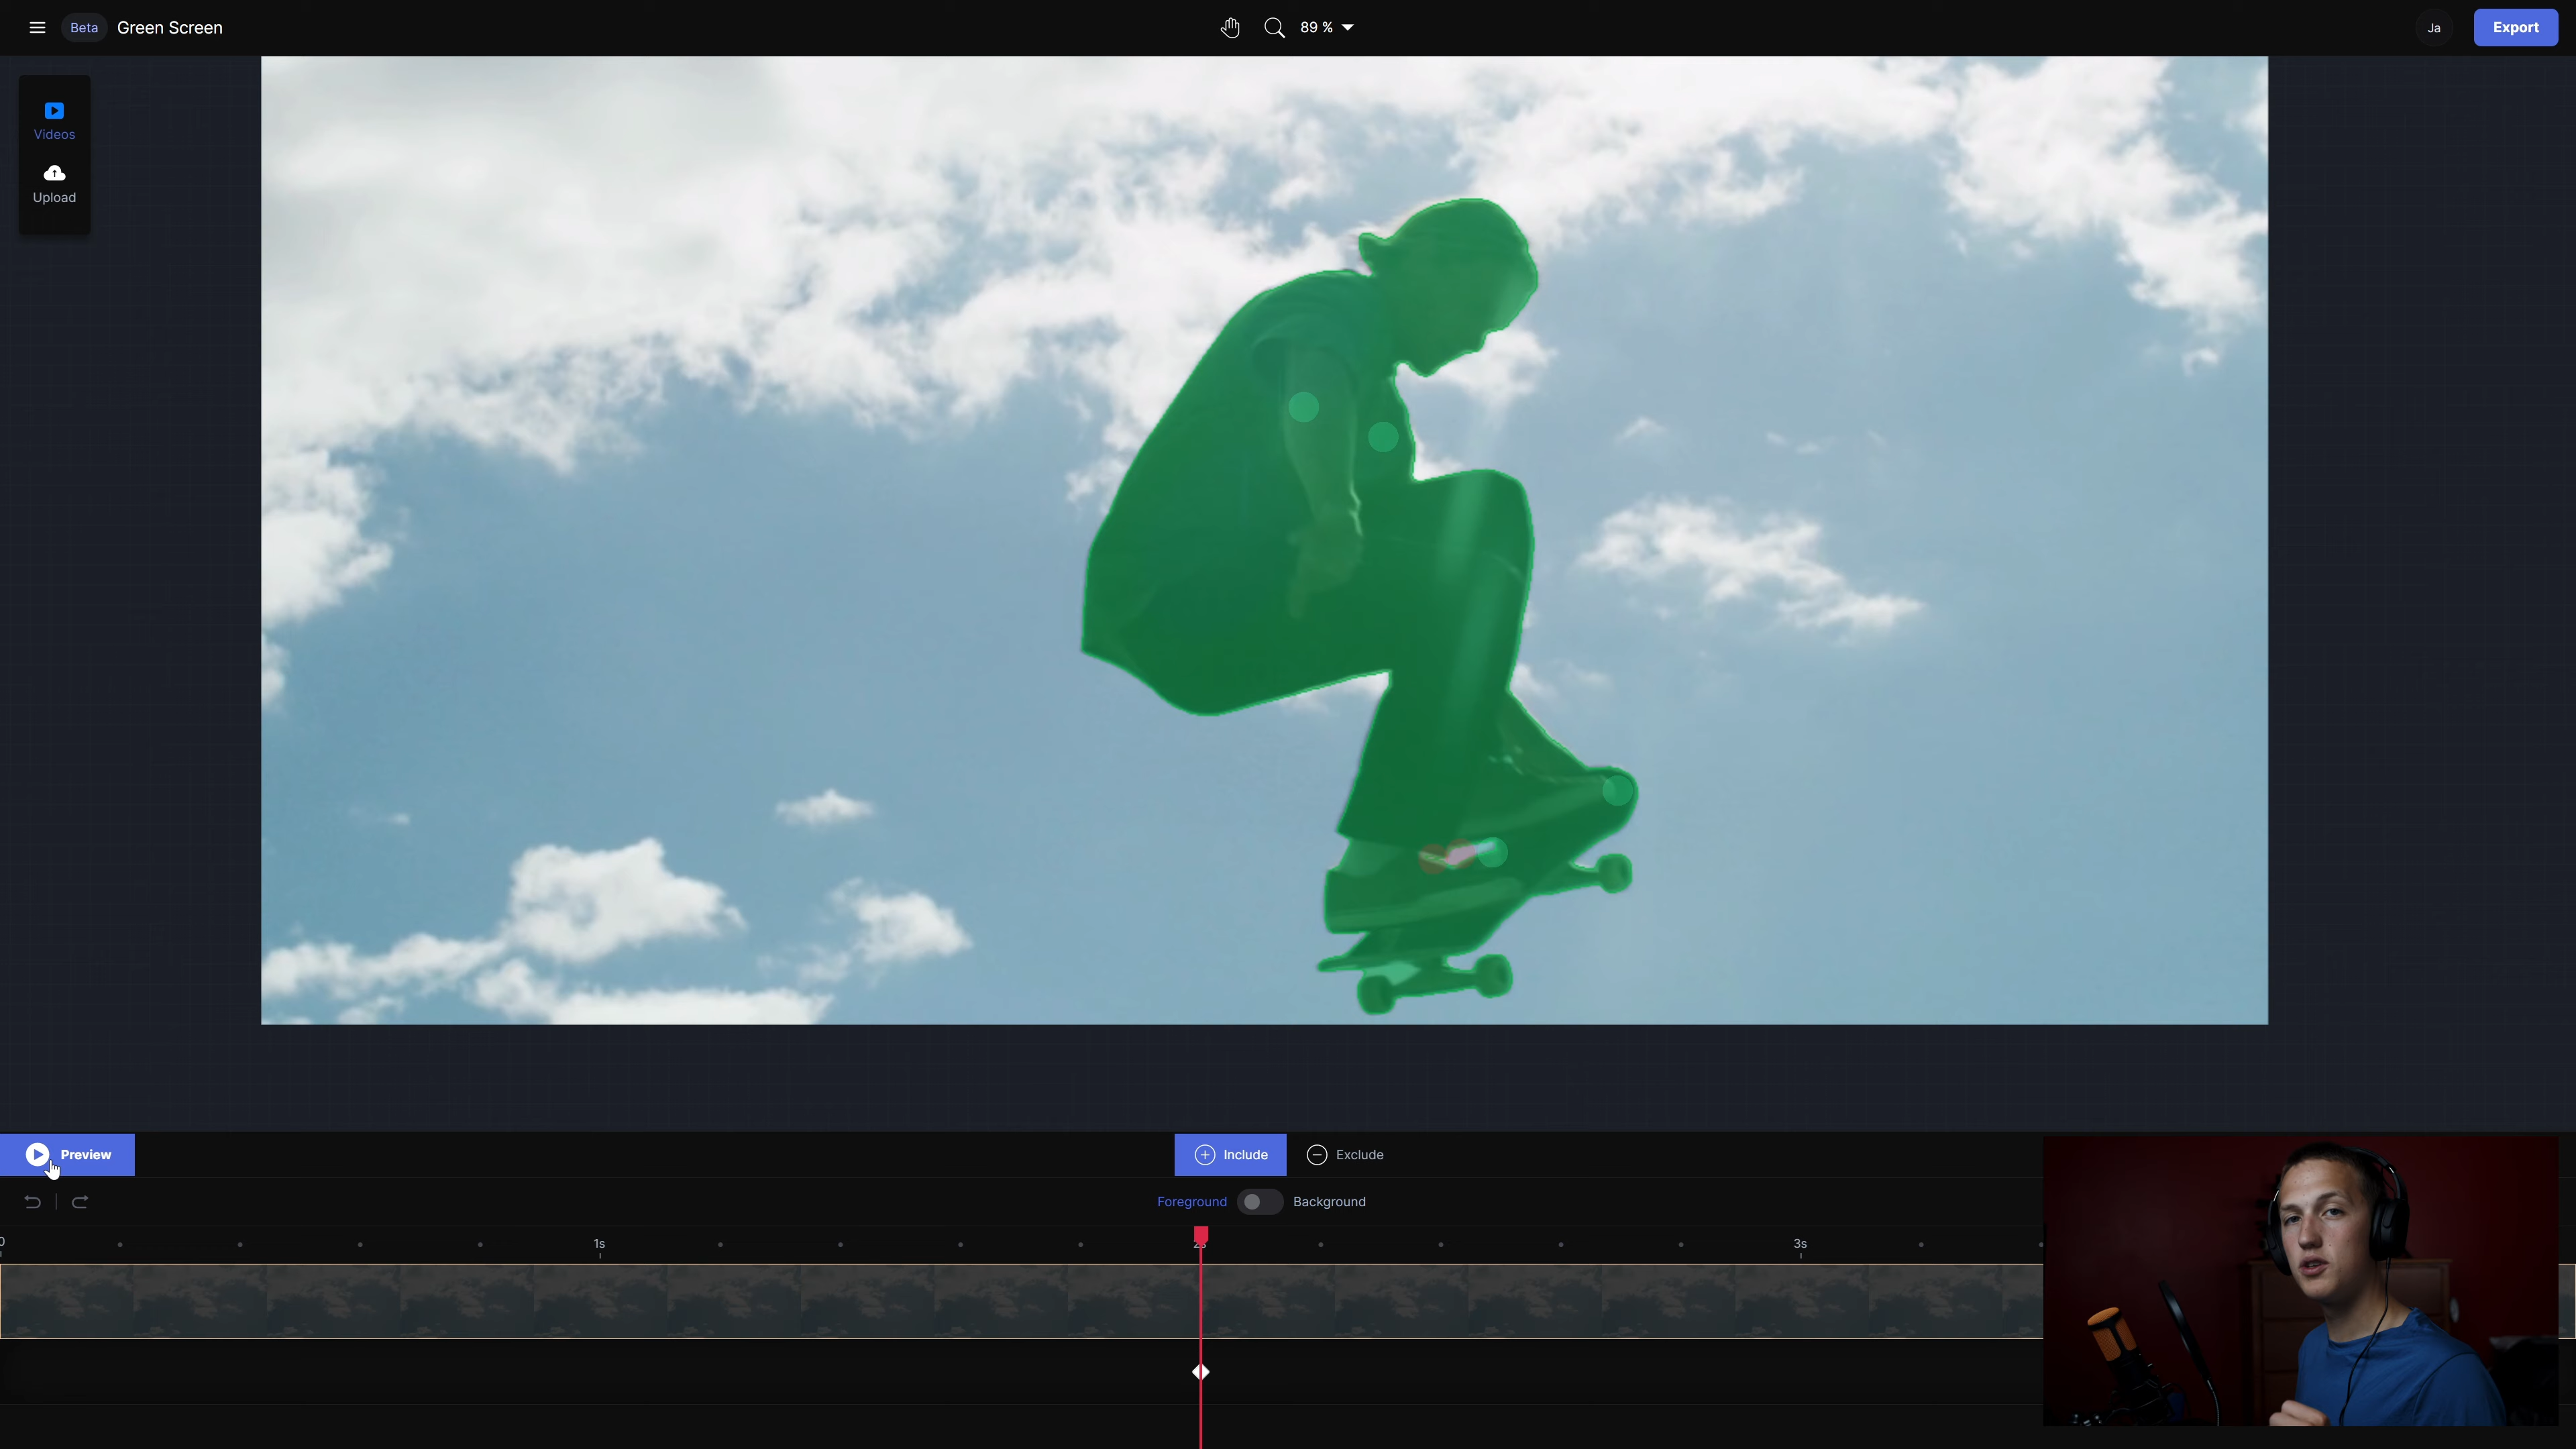 Beta Green Screen
89 %
Ja
Export
Videos
Upload
Preview
Include
Exclude
Foreground
Background
0
1s
3s